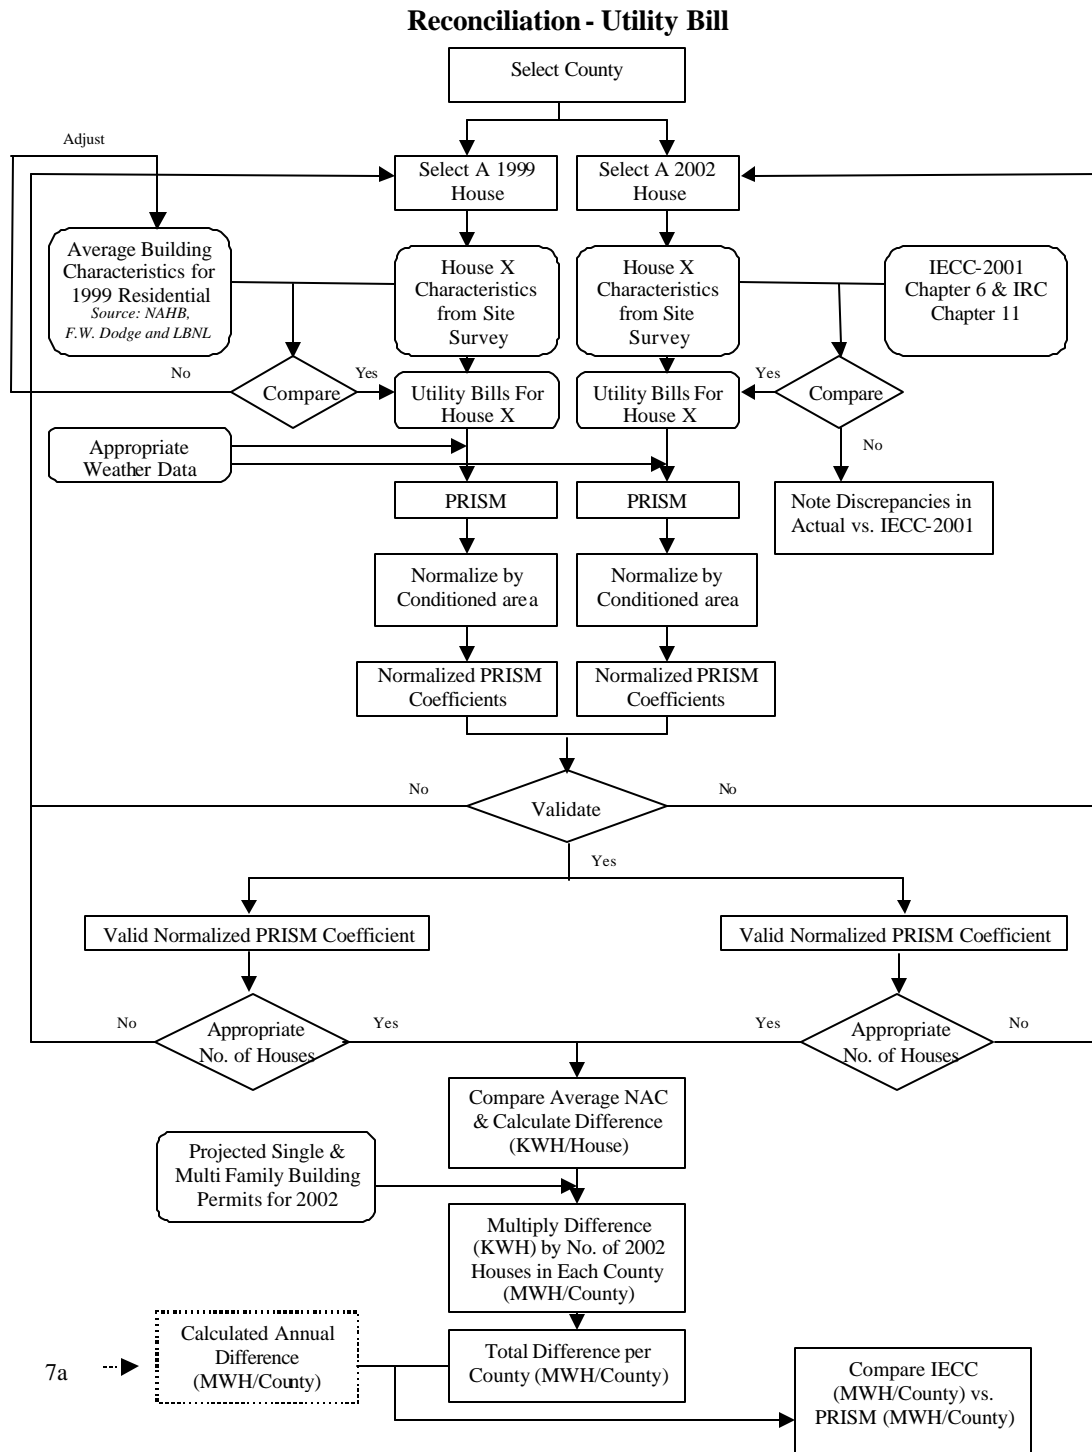 Reconciliation - Utility Bill
Select County
Adjust
Select A 1999
House
Select A 2002
House
Average Building
Characteristics for
1999 Residential
Source: NAHB,
F.W. Dodge and LBNL
House X
Characteristics
from Site
Survey
House X
Characteristics
from Site
Survey
IECC-2001
Chapter 6 & IRC
Chapter 11
No
Compare
Yes
Utility Bills For
House X
Utility Bills For
House X
Yes
Compare
No
Appropriate
Weather Data
PRISM
PRISM
Note Discrepancies in
Actual vs. IECC-2001
Normalize by
Conditioned area
Normalize by
Conditioned area
Normalized PRISM
Coefficients
Normalized PRISM
Coefficients
No
Validate
No
Yes
Valid Normalized PRISM Coefficient
Valid Normalized PRISM Coefficient
No
Appropriate
No. of Houses
Yes
Yes
Appropriate
No. of Houses
No
Compare Average NAC
& Calculate Difference
(KWH/House)
Projected Single &
Multi Family Building
Permits for 2002
Multiply Difference
(KWH) by No. of 2002
Houses in Each County
(MWH/County)
7a
Calculated Annual
Difference
(MWH/County)
Total Difference per
County (MWH/County)
Compare IECC
(MWH/County) vs.
PRISM (MWH/County)